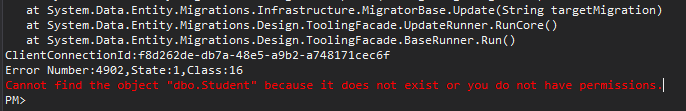 at System.Data.Entity.Migrations.Infrastructure.MigratorBase.Update(String targetMigration)
at System.Data.Entity.Migrations.Design.ToolingFacade.UpdateRunner.RunCore()
at System.Data.Entity.Migrations.Design.ToolingFacade.BaseRunner.Run()
ClientConnectionId:f8d262de-db7a-48e5-a9b2-a748171cec6f
Error Number:4902,State:1,Class:16
Cannot find the object "dbo.Student" because it does not exist or you do not have permissions.
PM>